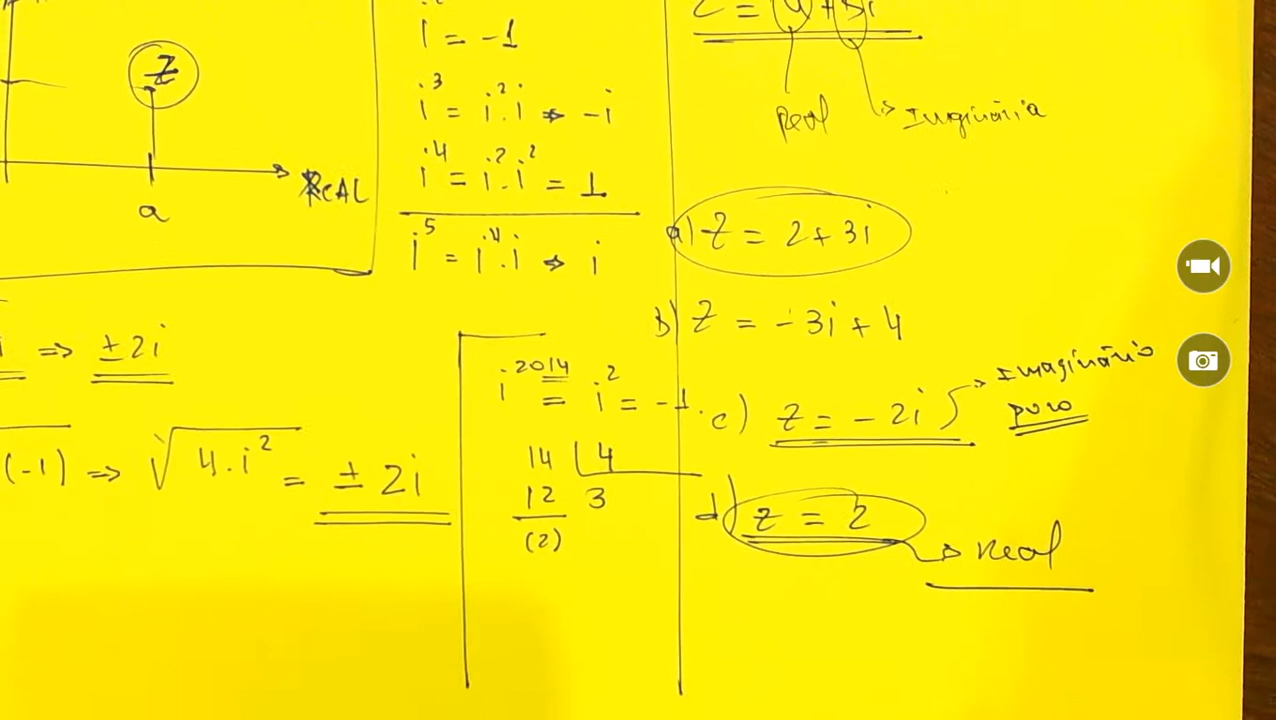 Z
REAL
a
⇒ ±2i
(-1) ⇒ √4.i² = ±2i
i² = -1
i³ = i².i ⇒ -i
i⁴ = i².i² = 1
i⁵ = i⁴.i ⇒ i
i²⁰¹⁴ = i² = -1.
14 | 4
12 3
(2)
Real
Imaginária
a) Z = 2+3i
b) Z = -3i + 4
c) Z = -2i
Imaginário
puro
d) Z = 2
Real